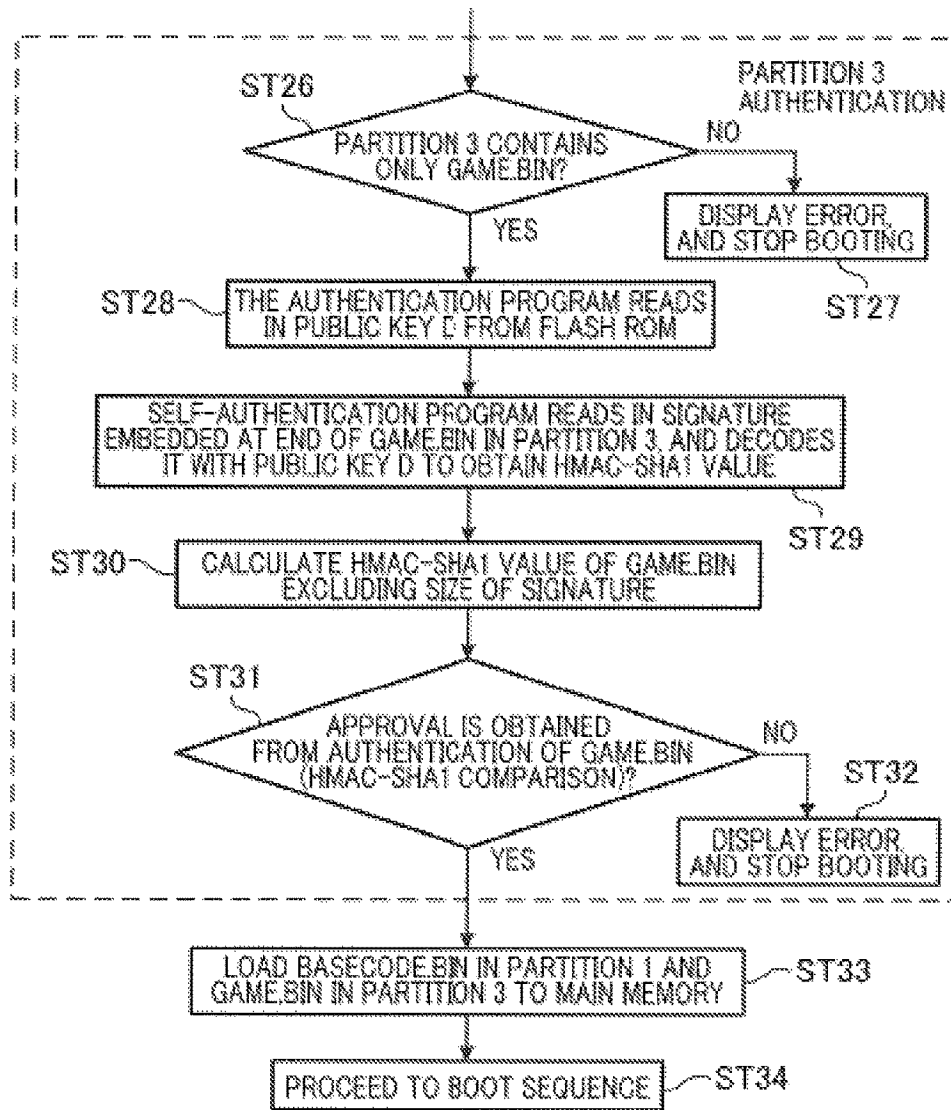 ST26
PARTITION 3
AUTHENTICATION
PARTITION 3 CONTAINS
ONLY GAME.BIN?
NO
YES
DISPLAY ERROR,
AND STOP BOOTING
ST27
ST28
THE AUTHENTICATION PROGRAM READS
IN PUBLIC KEY D FROM FLASH ROM
SELF-AUTHENTICATION PROGRAM READS IN SIGNATURE
EMBEDDED AT END OF GAME.BIN IN PARTITION 3, AND DECODES
IT WITH PUBLIC KEY D TO OBTAIN HMAC-SHA1 VALUE
ST29
ST30
CALCULATE HMAC-SHA1 VALUE OF GAME.BIN
EXCLUDING SIZE OF SIGNATURE
ST31
APPROVAL IS OBTAINED
FROM AUTHENTICATION OF GAME.BIN
(HMAC-SHA1 COMPARISON)?
NO
YES
ST32
DISPLAY ERROR,
AND STOP BOOTING
LOAD BASECODE.BIN IN PARTITION 1 AND
GAME.BIN IN PARTITION 3 TO MAIN MEMORY
ST33
PROCEED TO BOOT SEQUENCE
ST34